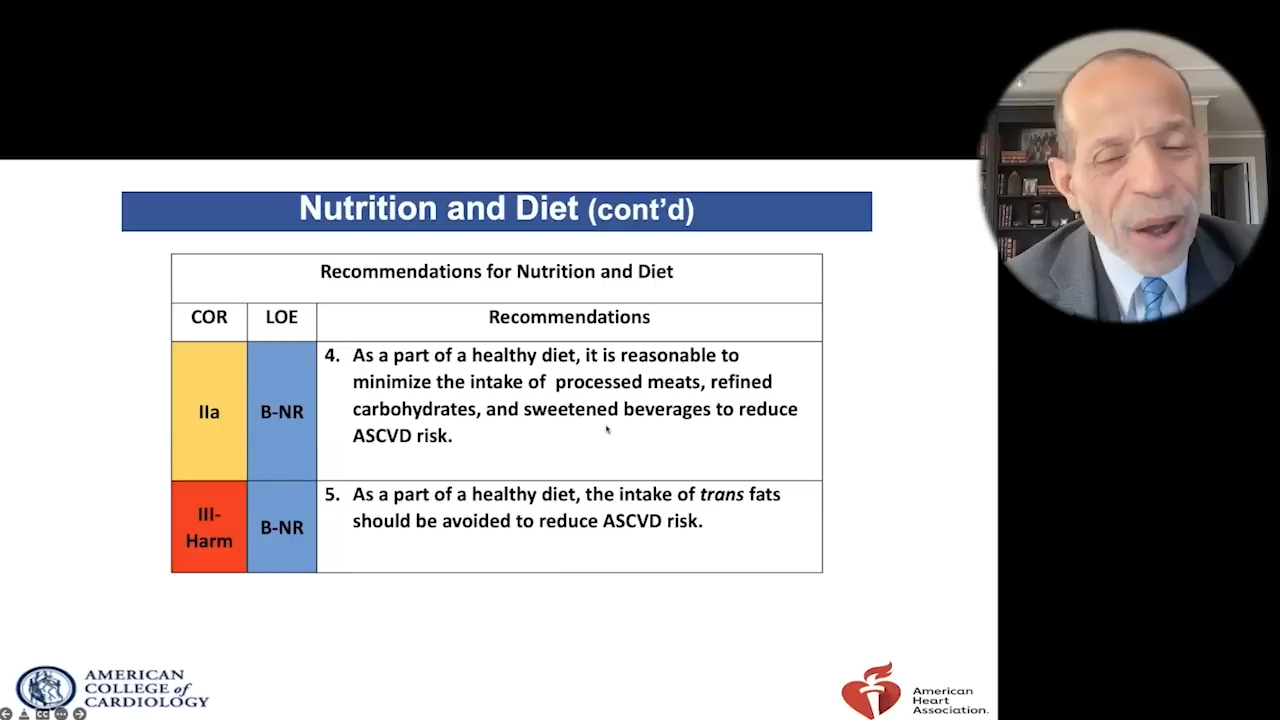 Nutrition and Diet (cont’d)
Recommendations for Nutrition and Diet
COR LOE Recommendations
IIa B-NR 4. As a part of a healthy diet, it is reasonable to
minimize the intake of processed meats, refined
carbohydrates, and sweetened beverages to reduce
ASCVD risk.
III-
Harm B-NR 5. As a part of a healthy diet, the intake of trans fats
should be avoided to reduce ASCVD risk.
AMERICAN
COLLEGE of
CARDIOLOGY
American
Heart
Association.